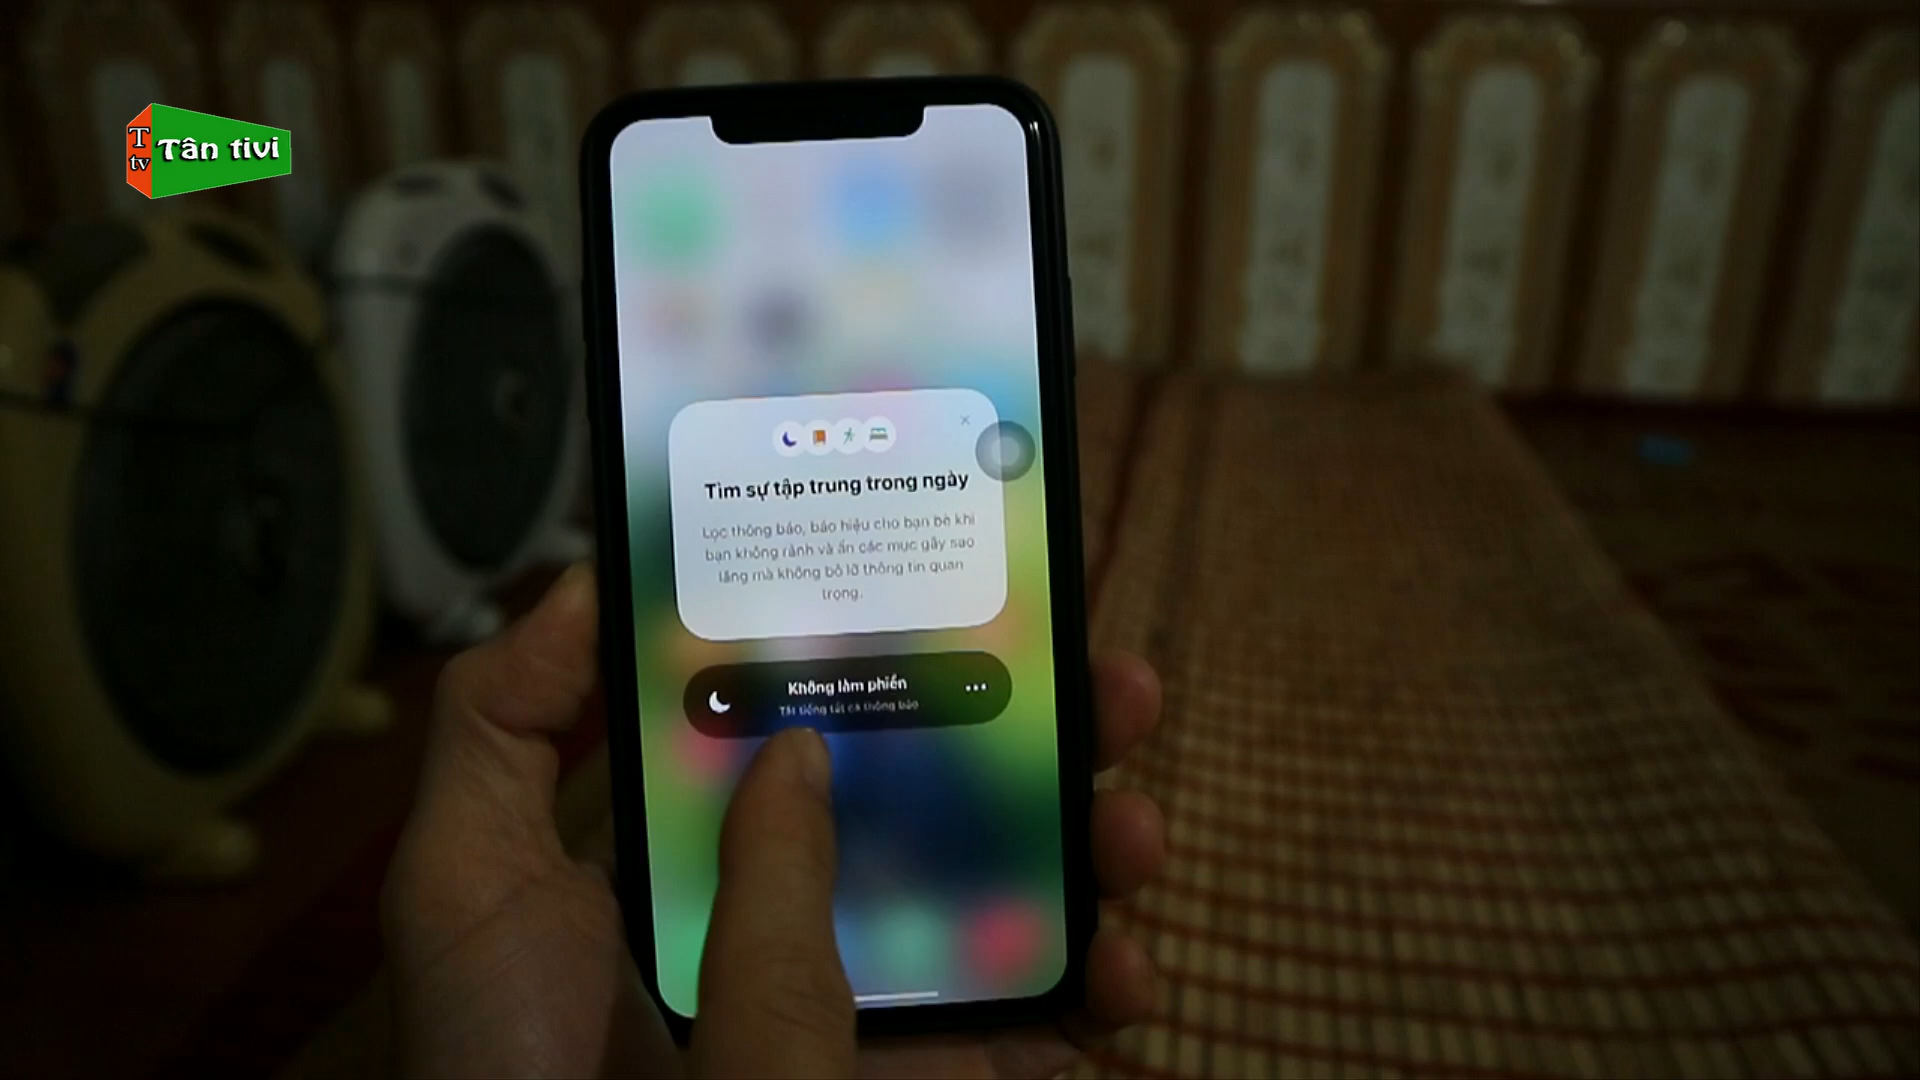 T
tv
Tân tivi
Tìm sự tập trung trong ngày
Lọc thông báo, báo hiệu cho bạn bè khi
bạn không rảnh và ẩn các mục gây sao
lãng mà không bỏ lỡ thông tin quan
trọng.
Không làm phiền
Tắt tiếng tất cả thông báo